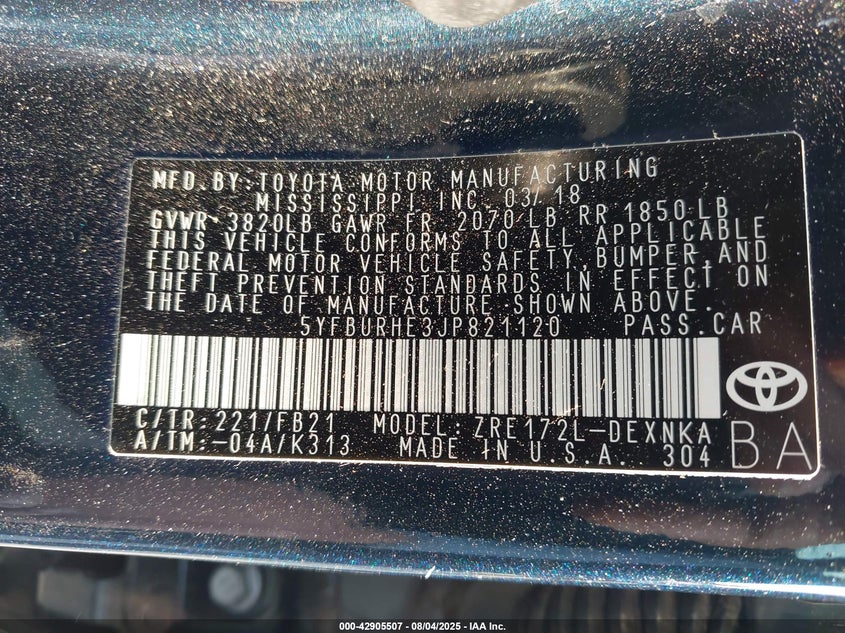 MFD.BY:TOYOTA MOTOR MANUFACTURING
MISSISSIPPI, INC. 03/18
GVWR 3820LB GAWR FR 2070 LB RR 1850 LB
THIS VEHICLE CONFORMS TO ALL APPLICABLE
FEDERAL MOTOR VEHICLE SAFETY,BUMPER,AND
THEFT PREVENTION STANDARDS IN EFFECT ON
THE DATE OF MANUFACTURE SHOWN ABOVE.
5YFBURHE3JP821120 PASS.CAR
C/TR:221/FB21 MODEL:ZRE172L-DEXNKA
A/TM:-04A/K313 MADE IN U.S.A. 304
BA
000-42905507 - 08/04/2025 - IAA Inc.